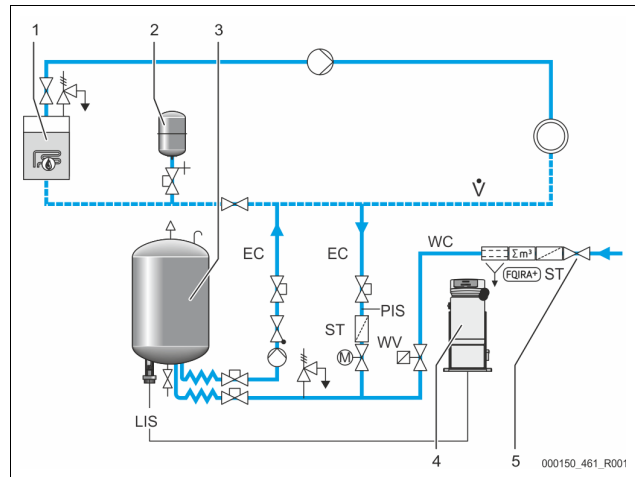 1
2
3
V̇
EC
EC
WC
Σm³
FQIRA+
ST
PIS
ST
WV
M
LIS
4
5
000150_461_R001